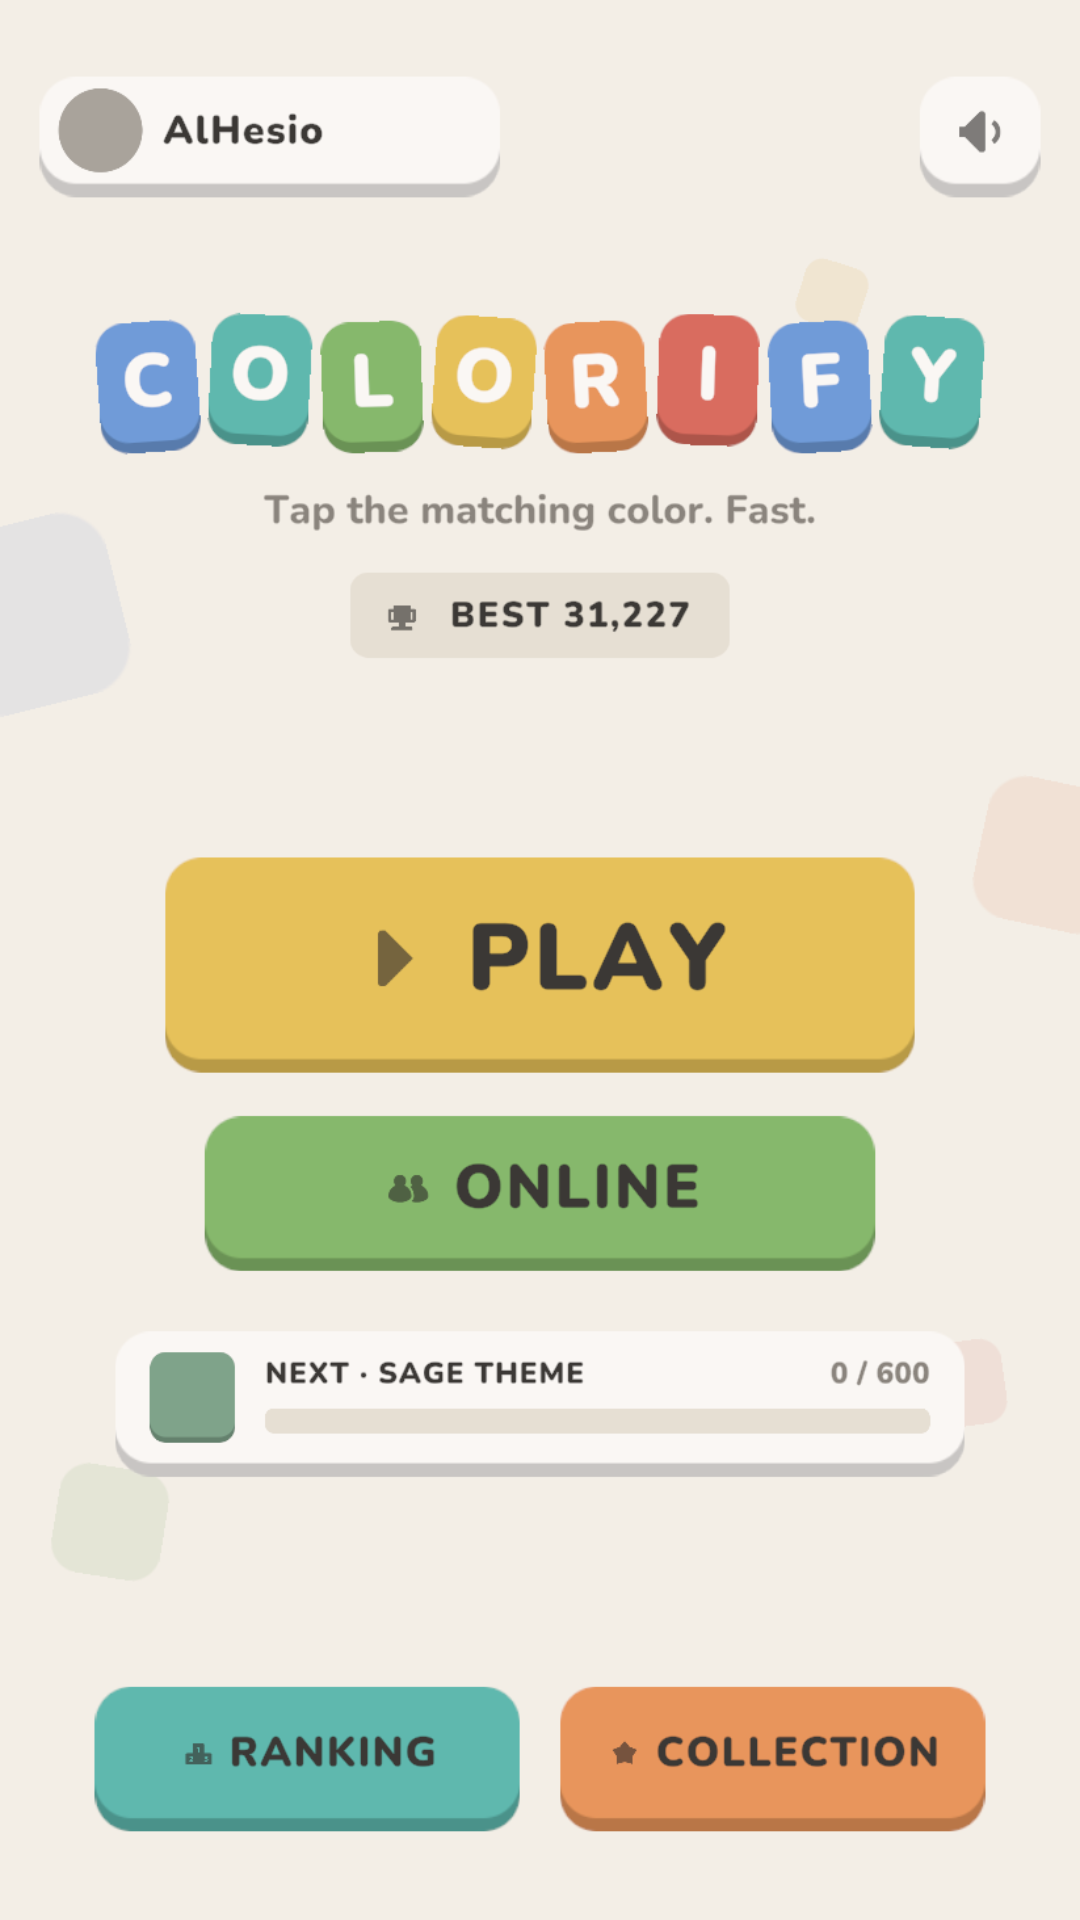 AlHesio
COLORIFY
Tap the matching color. Fast.
BEST 31,227
PLAY
ONLINE
NEXT · SAGE THEME 0 / 600
RANKING COLLECTION